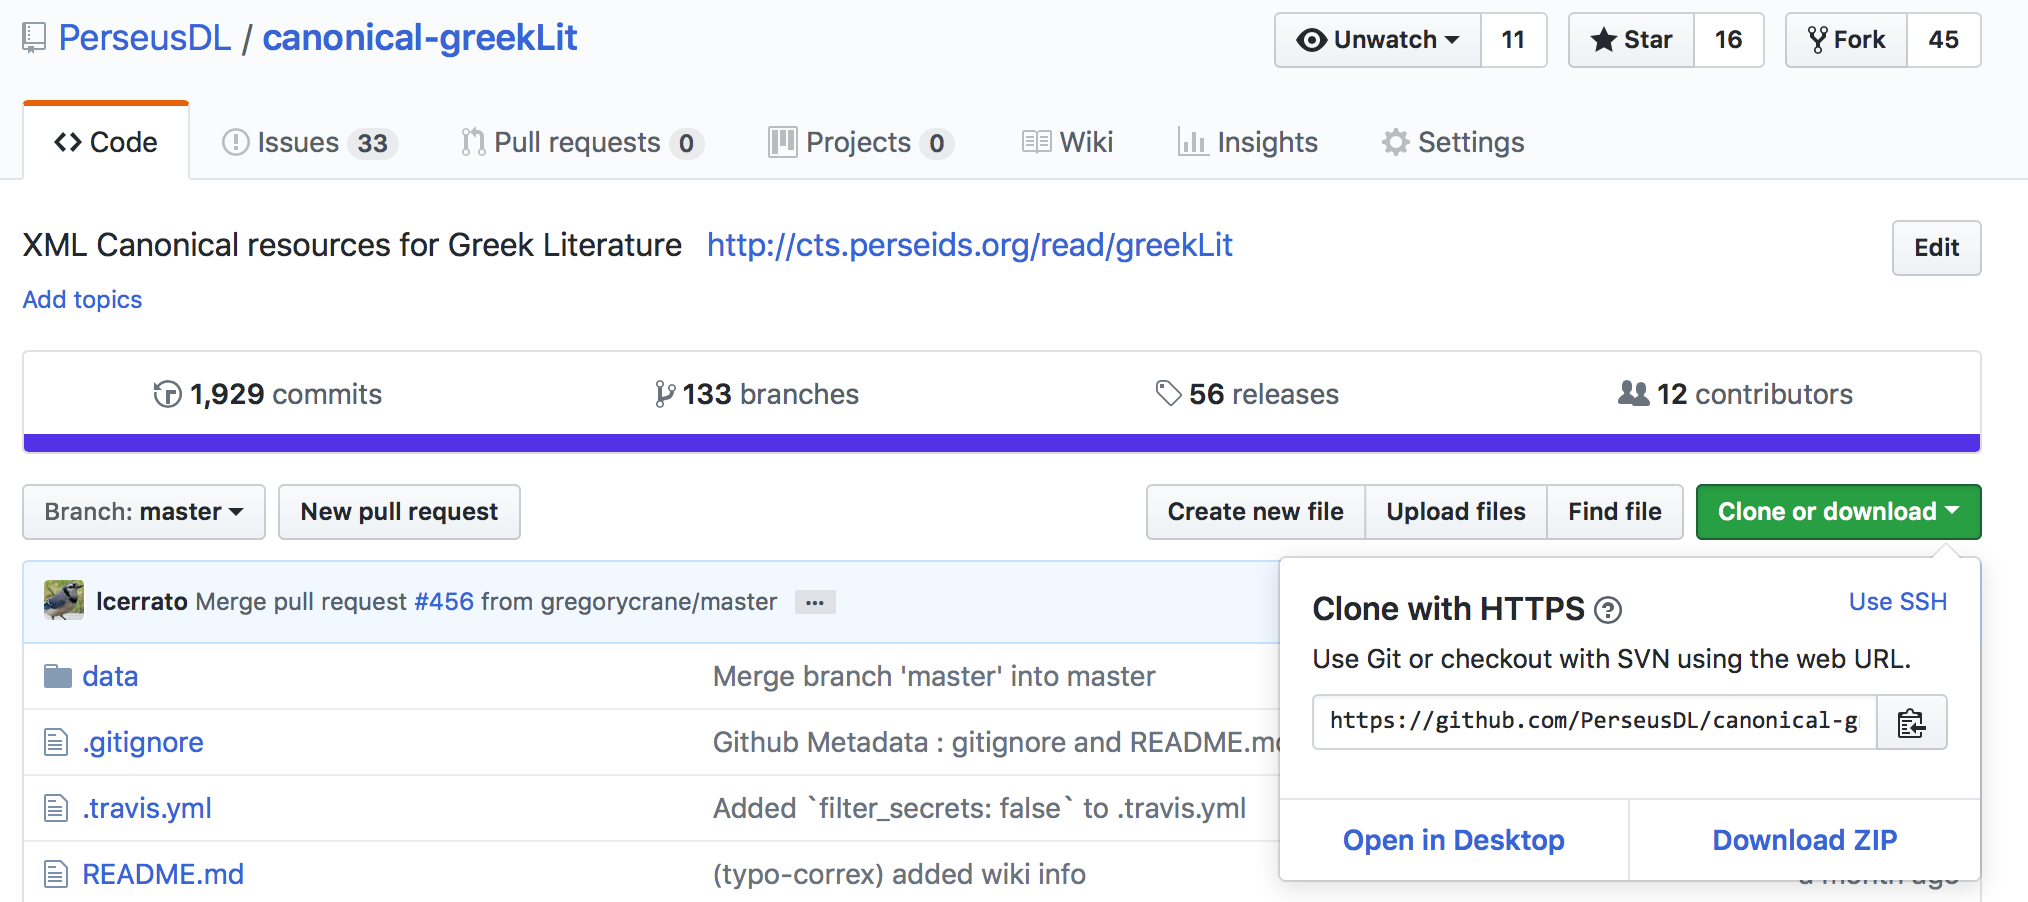 PerseusDL / canonical-greekLit
Unwatch 11
Star 16
Fork 45
Code
Issues 33
Pull requests 0
Projects 0
Wiki
Insights
Settings
XML Canonical resources for Greek Literature http://cts.perseids.org/read/greekLit
Edit
Add topics
1,929 commits
133 branches
56 releases
12 contributors
Branch: master
New pull request
Create new file
Upload files
Find file
Clone or download
lcerrato Merge pull request #456 from gregorycrane/master ...
data Merge branch 'master' into master
.gitignore Github Metadata : gitignore and README.md
.travis.yml Added `filter_secrets: false` to .travis.yml
README.md (typo-correx) added wiki info
Clone with HTTPS ?
Use SSH
Use Git or checkout with SVN using the web URL.
https://github.com/PerseusDL/canonical-g
Open in Desktop
Download ZIP
a month ago